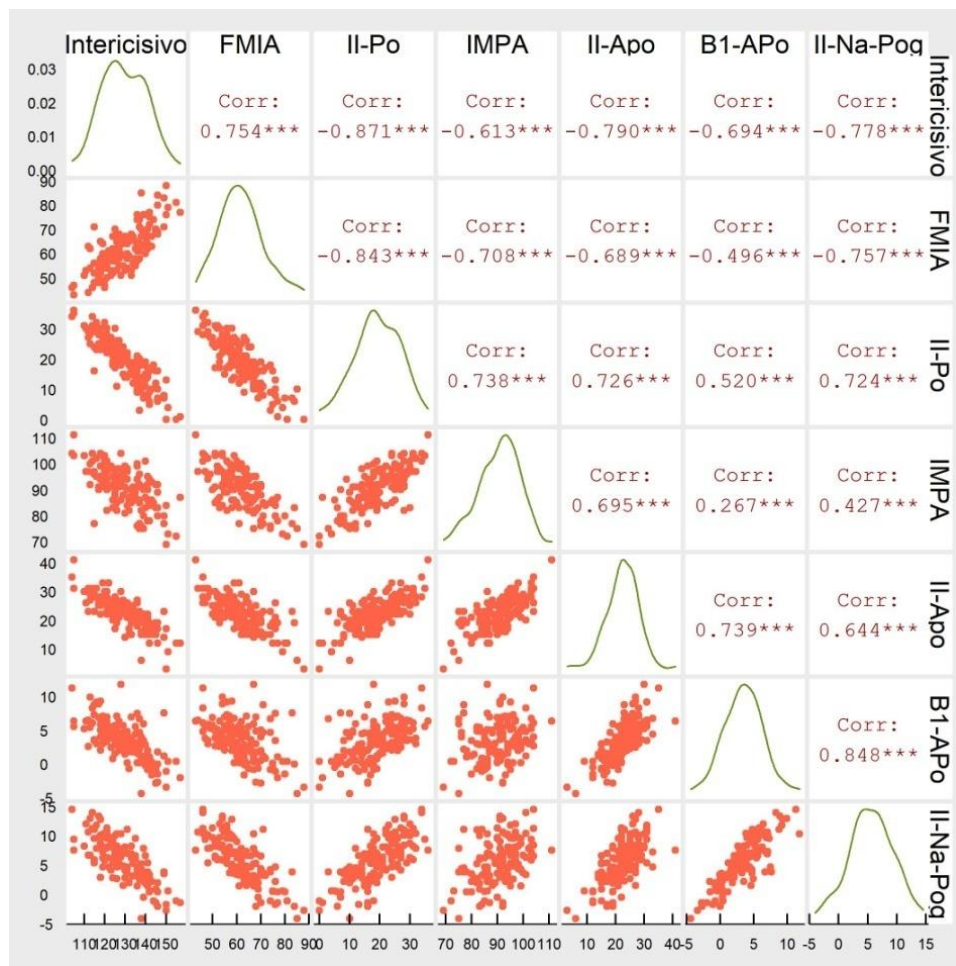 Intericisivo FMIA II-Po IMPA II-Apo B1-APo II-Na-Pog
Intericisivo
0.03
0.02
0.01
0.00
Corr: Corr: Corr: Corr: Corr: Corr:
0.754*** -0.871*** -0.613*** -0.790*** -0.694*** -0.778***
FMIA
90
80
70
60
50
Corr: Corr: Corr: Corr: Corr:
-0.843*** -0.708*** -0.689*** -0.496*** -0.757***
II-Po
30
20
10
0
Corr: Corr: Corr: Corr:
0.738*** 0.726*** 0.520*** 0.724***
IMPA
110
100
90
80
70
Corr: Corr: Corr:
0.695*** 0.267*** 0.427***
II-Apo
40
30
20
10
Corr: Corr:
0.739*** 0.644***
B1-APo
10
5
0
-5
Corr:
0.848***
II-Na-Pog
15
10
5
0
-5
110 120 130 140 150 50 60 70 80 90 0 10 20 30 70 80 90 100 110 10 20 30 40 -5 0 5 10 -5 0 5 10 15